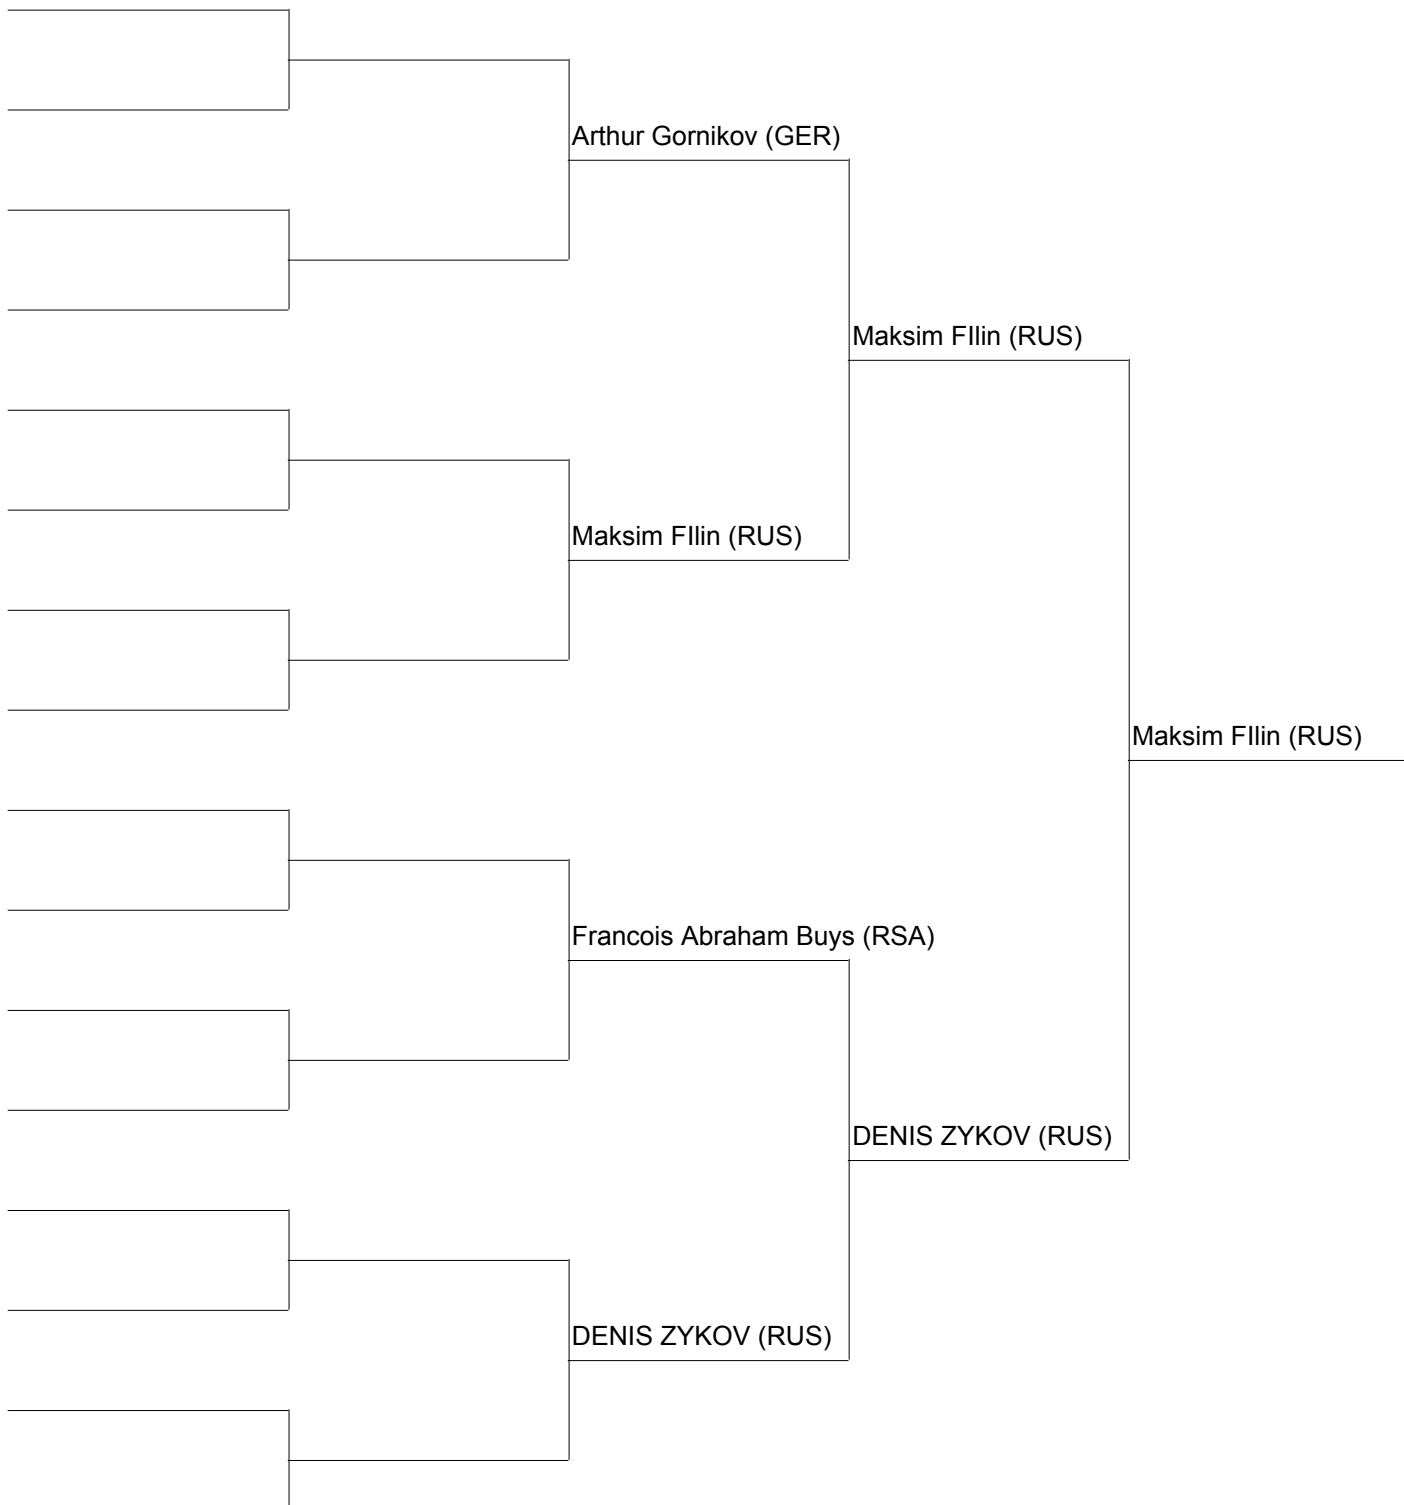 Arthur Gornikov (GER)
Maksim FIlin (RUS)
Maksim FIlin (RUS)
Maksim FIlin (RUS)
Francois Abraham Buys (RSA)
DENIS ZYKOV (RUS)
DENIS ZYKOV (RUS)